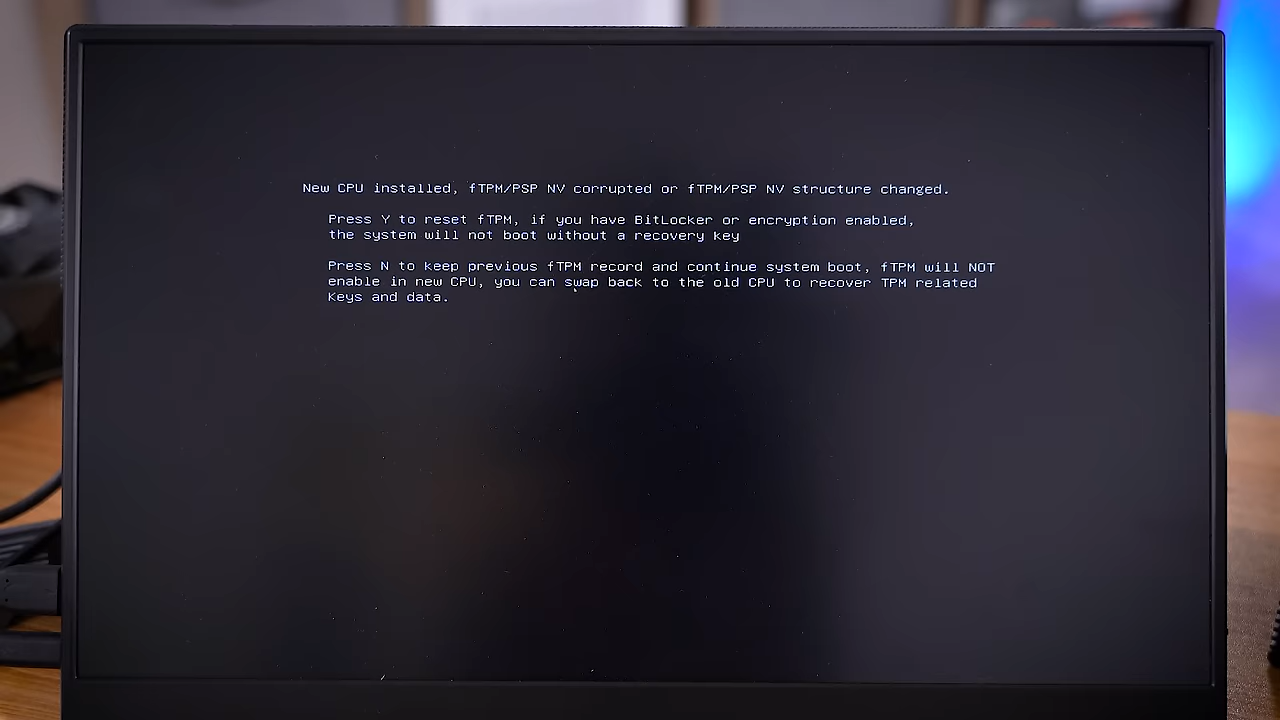 New CPU installed, fTPM/PSP NV corrupted or fTPM/PSP NV structure changed.
Press Y to reset fTPM, if you have BitLocker or encryption enabled,
the system will not boot without a recovery key
Press N to keep previous fTPM record and continue system boot, fTPM will NOT
enable in new CPU, you can swap back to the old CPU to recover TPM related
keys and data.